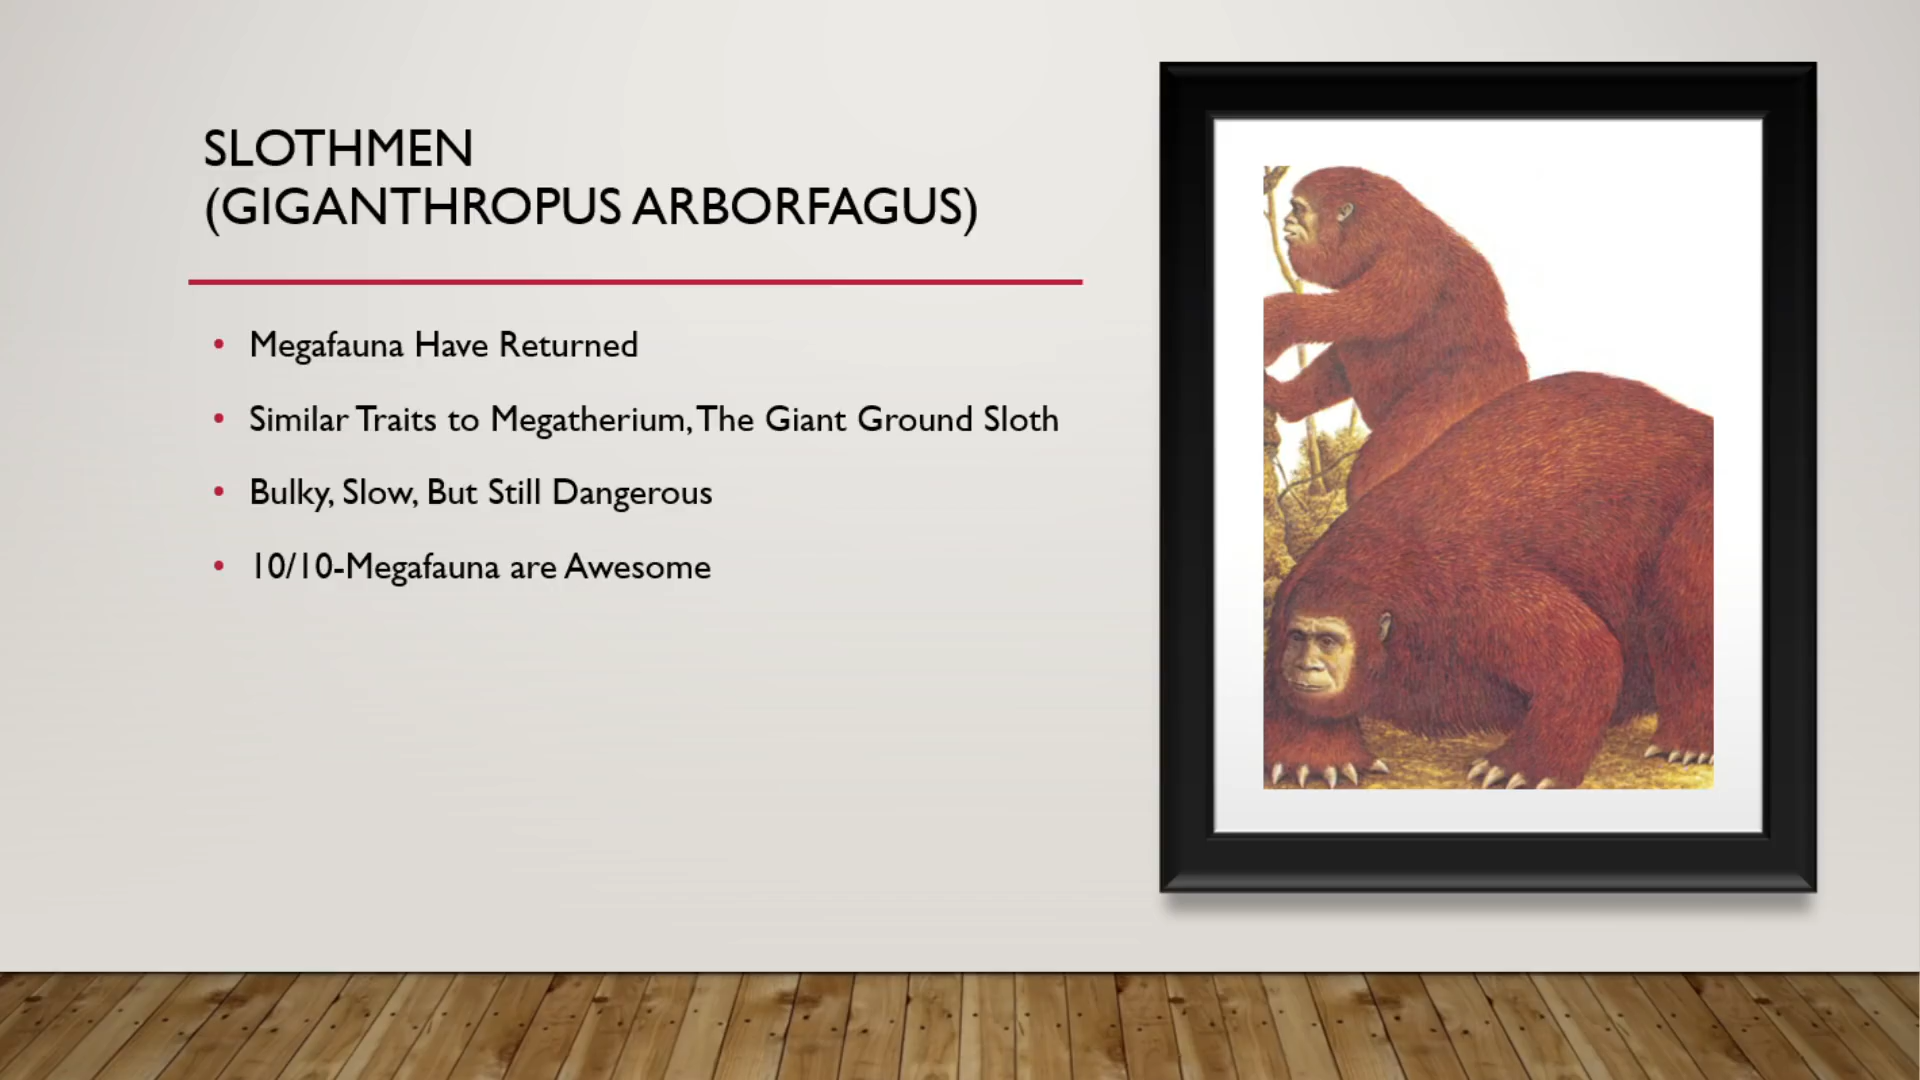 SLOTHMEN
(GIGANTHROPUS ARBORFAGUS)
• Megafauna Have Returned
• Similar Traits to Megatherium, The Giant Ground Sloth
• Bulky, Slow, But Still Dangerous
• 10/10-Megafauna are Awesome